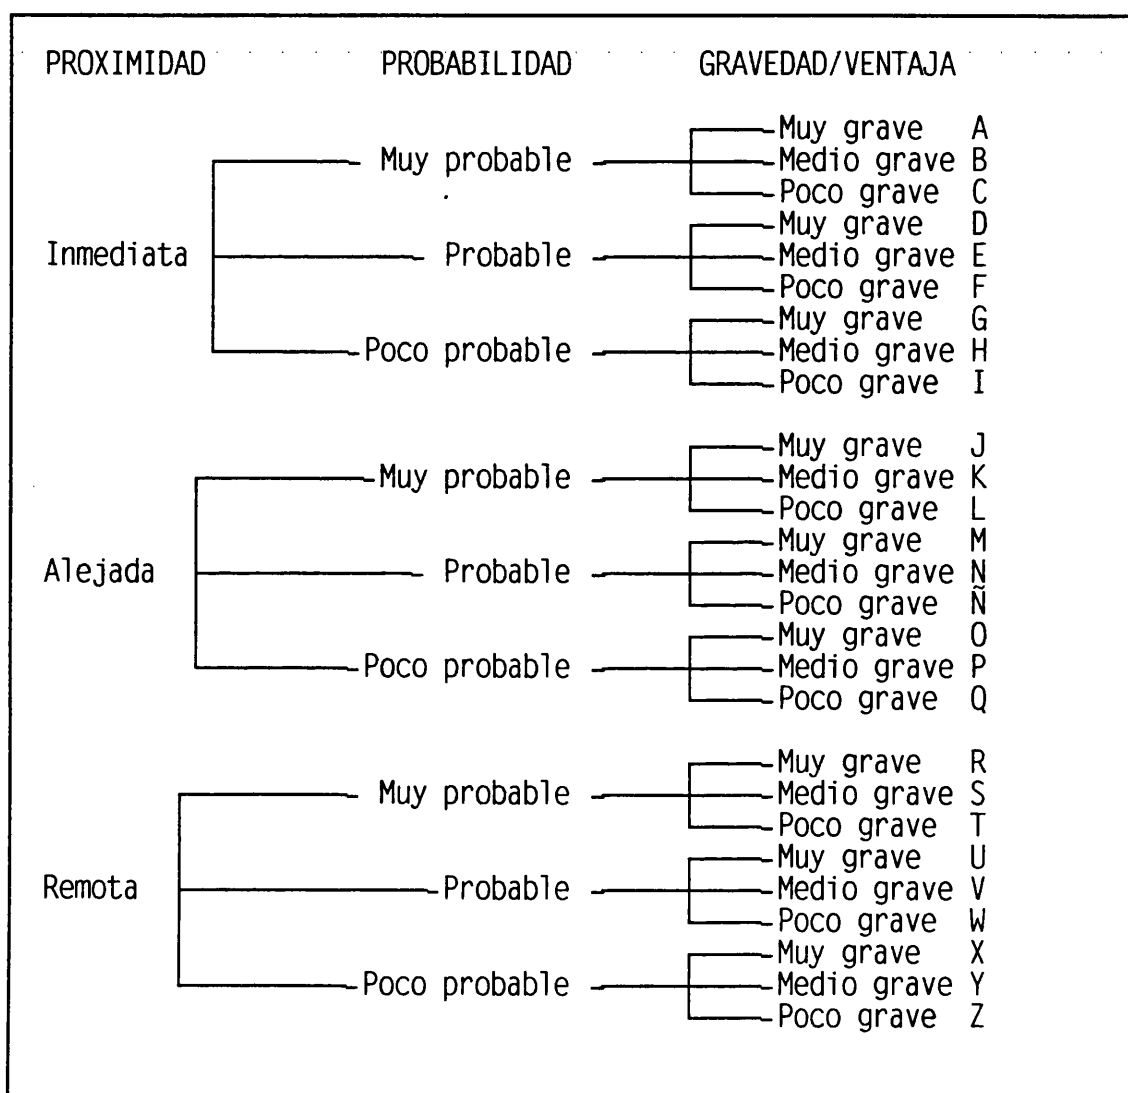 PROXIMIDAD PROBABILIDAD GRAVEDAD/VENTAJA
Muy grave A
Muy probable Medio grave B
Poco grave C
Muy grave D
Inmediata Probable Medio grave E
Poco grave F
Muy grave G
Poco probable Medio grave H
Poco grave I
Muy grave J
Muy probable Medio grave K
Poco grave L
Muy grave M
Alejada Probable Medio grave N
Poco grave Ñ
Muy grave O
Poco probable Medio grave P
Poco grave Q
Muy grave R
Muy probable Medio grave S
Poco grave T
Muy grave U
Remota Probable Medio grave V
Poco grave W
Muy grave X
Poco probable Medio grave Y
Poco grave Z